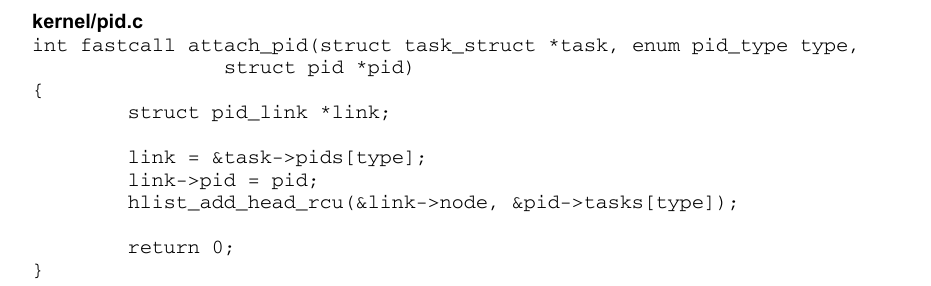 kernel/pid.c
int fastcall attach_pid(struct task_struct *task, enum pid_type type,
                struct pid *pid)
{
        struct pid_link *link;

        link = &task->pids[type];
        link->pid = pid;
        hlist_add_head_rcu(&link->node, &pid->tasks[type]);

        return 0;
}